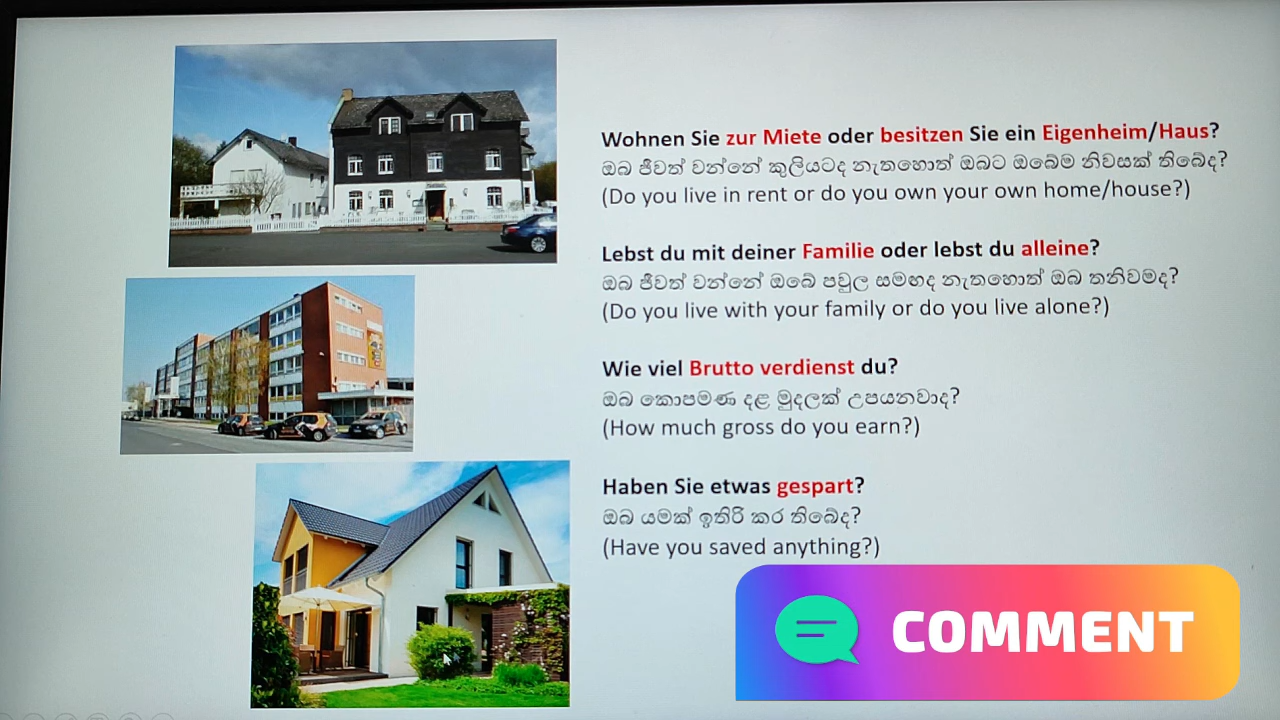 Wohnen Sie zur Miete oder besitzen Sie ein Eigenheim/Haus?
ඔබ ජීවත් වන්නේ කුලියටද නැතහොත් ඔබට ඔබේම නිවසක් තිබේද?
(Do you live in rent or do you own your own home/house?)
Lebst du mit deiner Familie oder lebst du alleine?
ඔබ ජීවත් වන්නේ ඔබේ පවුල සමඟද නැතහොත් ඔබ තනිවමද?
(Do you live with your family or do you live alone?)
Wie viel Brutto verdienst du?
ඔබ කොපමණ දළ මුදලක් උපයනවාද?
(How much gross do you earn?)
Haben Sie etwas gespart?
ඔබ යමක් ඉතිරි කර තිබේද?
(Have you saved anything?)
COMMENT